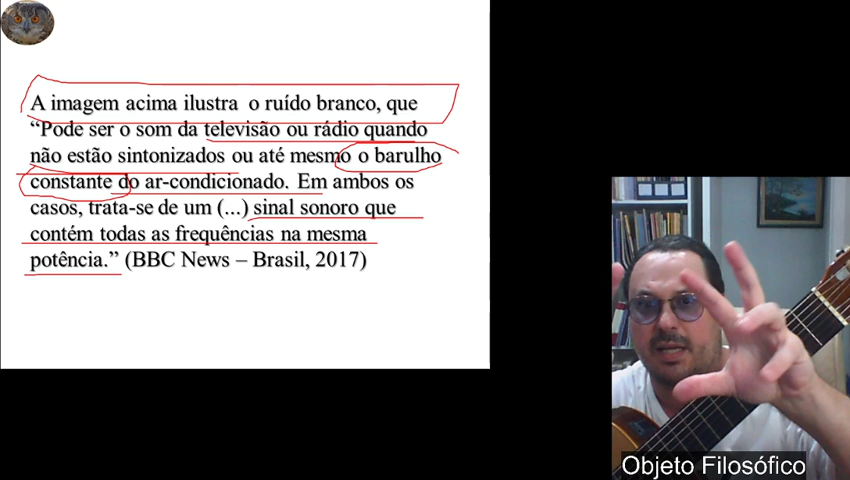 A imagem acima ilustra o ruído branco, que
“Pode ser o som da televisão ou rádio quando
não estão sintonizados ou até mesmo o barulho
constante do ar-condicionado. Em ambos os
casos, trata-se de um (...) sinal sonoro que
contém todas as frequências na mesma
potência.” (BBC News – Brasil, 2017)
Objeto Filosófico